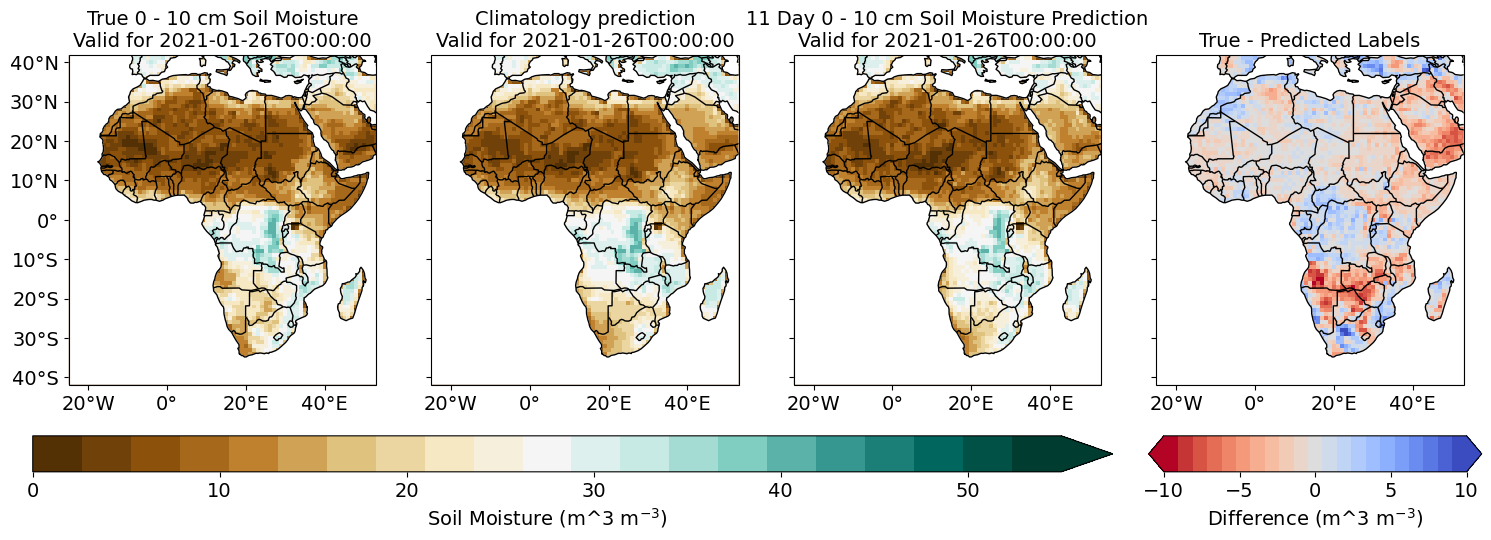 True 0 - 10 cm Soil Moisture
Valid for 2021-01-26T00:00:00
Climatology prediction
Valid for 2021-01-26T00:00:00
11 Day 0 - 10 cm Soil Moisture Prediction
Valid for 2021-01-26T00:00:00
True - Predicted Labels
40°N
30°N
20°N
10°N
0°
10°S
20°S
30°S
40°S
20°W 0° 20°E 40°E
20°W 0° 20°E 40°E
20°W 0° 20°E 40°E
20°W 0° 20°E 40°E
0 10 20 30 40 50
Soil Moisture (m^3 m⁻³)
−10 −5 0 5 10
Difference (m^3 m⁻³)